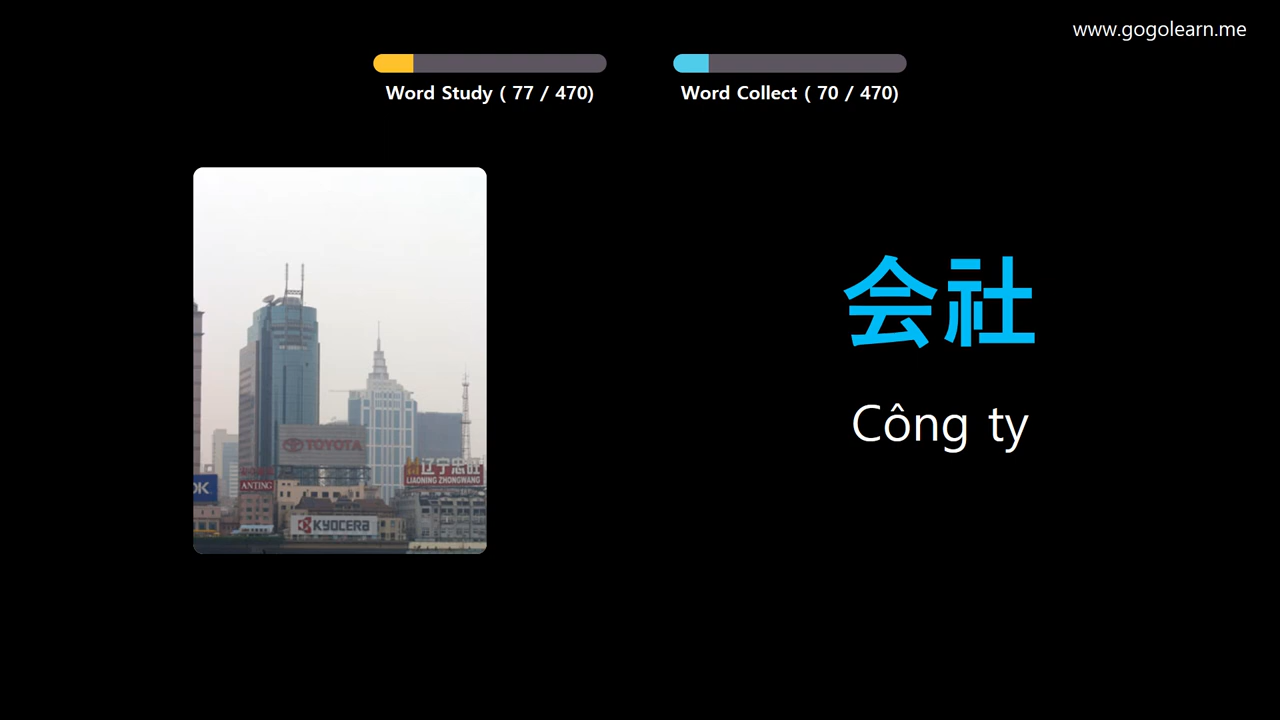 www.gogolearn.me
Word Study ( 77 / 470)
Word Collect ( 70 / 470)
会社
Công ty
TOYOTA
辽宁忠旺
LIAONING ZHONGWANG
OK
ANTING
KYOCERA